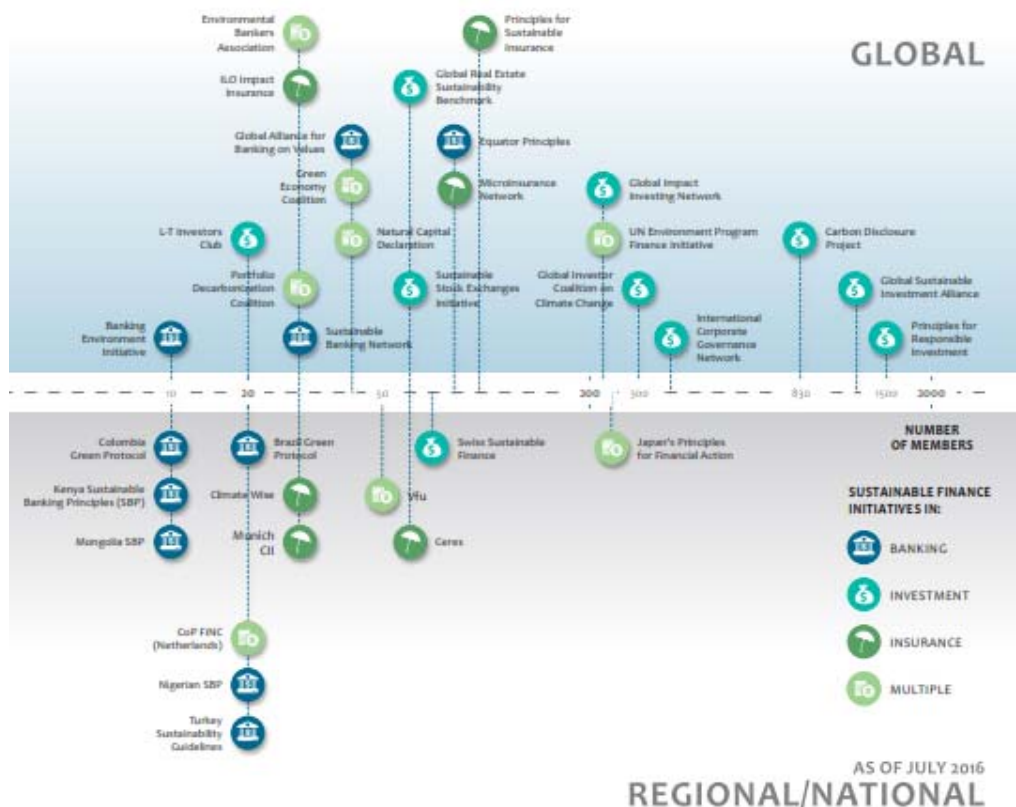 Environmental
Bankers
Association
Principles for
Sustainable
Insurance
GLOBAL
ILO Impact
Insurance
Global Real Estate
Sustainability
Benchmark
Global Alliance for
Banking on Values
Equator Principles
Green
Economy
Coalition
Microinsurance
Network
Global Impact
Investing Network
L-T Investors
Club
Natural Capital
Declaration
UN Environment Program
Finance Initiative
Carbon Disclosure
Project
Portfolio
Decarbonization
Coalition
Sustainable
Stock Exchanges
Initiative
Global Investor
Coalition on
Climate Change
Global Sustainable
Investment Alliance
Banking
Environment
Initiative
Sustainable
Banking Network
International
Corporate
Governance
Network
Principles for
Responsible
Investment
10 20 50 200 300 830 1500 2000
NUMBER
OF MEMBERS
Colombia
Green Protocol
Brazil Green
Protocol
Swiss Sustainable
Finance
Japan's Principles
for Financial Action
Kenya Sustainable
Banking Principles (SBP)
Climate Wise
Vfu
Mongolia SBP
Munich
CII
Ceres
SUSTAINABLE FINANCE
INITIATIVES IN:
BANKING
INVESTMENT
INSURANCE
MULTIPLE
CoP FINC
(Netherlands)
Nigerian SBP
Turkey
Sustainability
Guidelines
AS OF JULY 2016
REGIONAL/NATIONAL